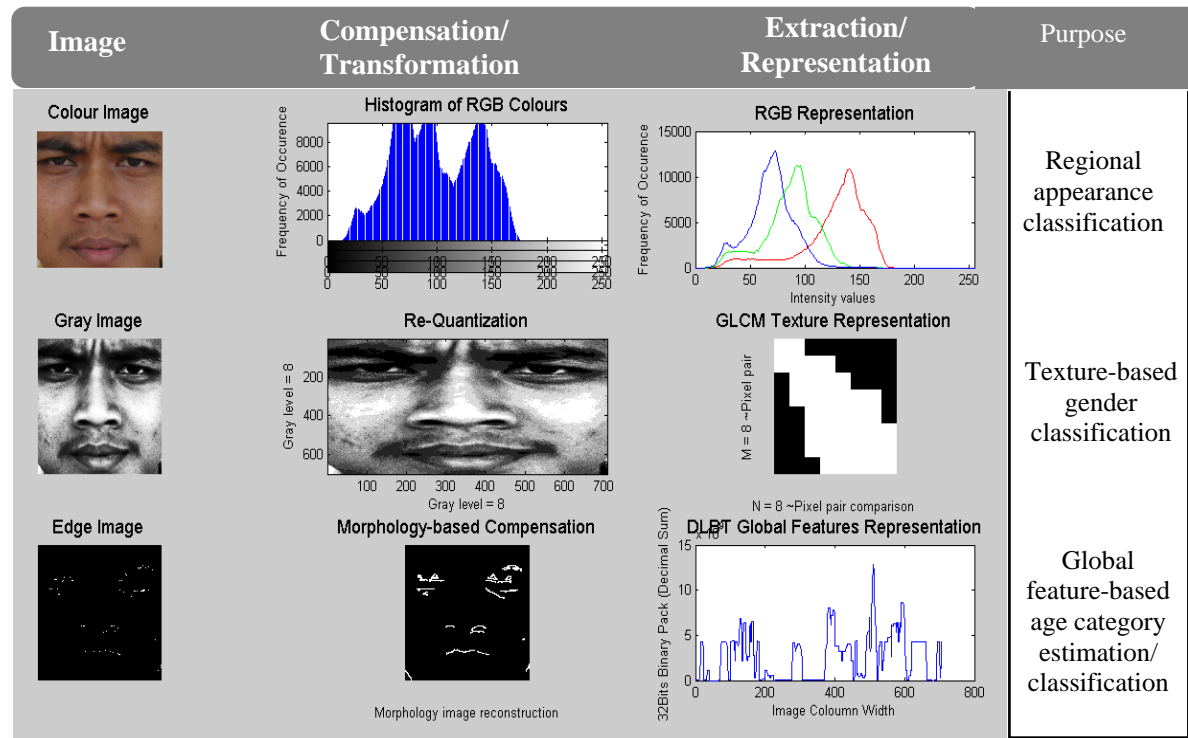 Image
Compensation/
Transformation
Extraction/
Representation
Purpose
Colour Image
Histogram of RGB Colours
Frequency of Occurence
8000
6000
4000
2000
0
0 50 100 150 200 250
RGB Representation
Frequency of Occurence
15000
10000
5000
0
0 50 100 150 200 250
Intensity values
Regional
appearance
classification
Gray Image
Re-Quantization
Gray level = 8
200
400
600
100 200 300 400 500 600 700
Gray level = 8
GLCM Texture Representation
M = 8 ~Pixel pair
N = 8 ~Pixel pair comparison
Texture-based
gender
classification
Edge Image
Morphology-based Compensation
Morphology image reconstruction
DLBT Global Features Representation
32Bits Binary Pack (Decimal Sum)
15
10
5
0
0 200 400 600 800
Image Coloumn Width
Global
feature-based
age category
estimation/
classification